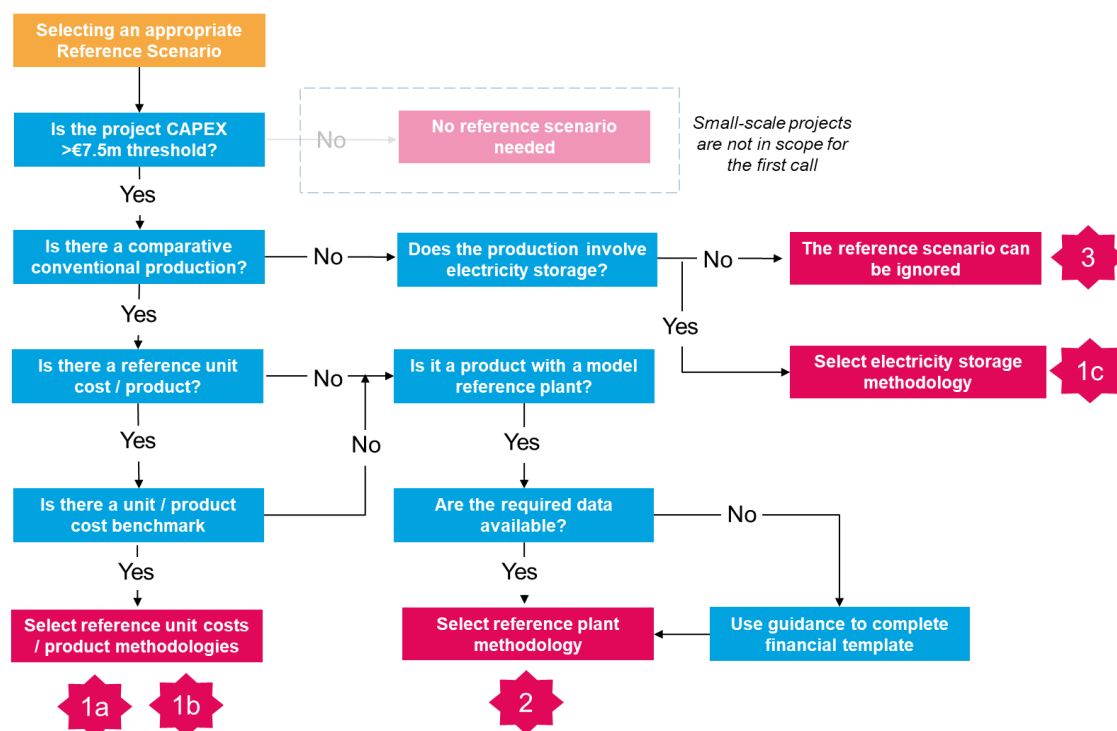 Selecting an appropriate
Reference Scenario
Is the project CAPEX
>€7.5m threshold?
No
No reference scenario
needed
Small-scale projects
are not in scope for
the first call
Yes
Is there a comparative
conventional production?
No
Does the production involve
electricity storage?
No
The reference scenario can
be ignored
3
Yes
Yes
Is there a reference unit
cost / product?
No
Is it a product with a model
reference plant?
Select electricity storage
methodology
1c
Yes
No
Yes
Is there a unit / product
cost benchmark
Are the required data
available?
No
Yes
Yes
Select reference unit costs
/ product methodologies
Select reference plant
methodology
Use guidance to complete
financial template
1a
1b
2